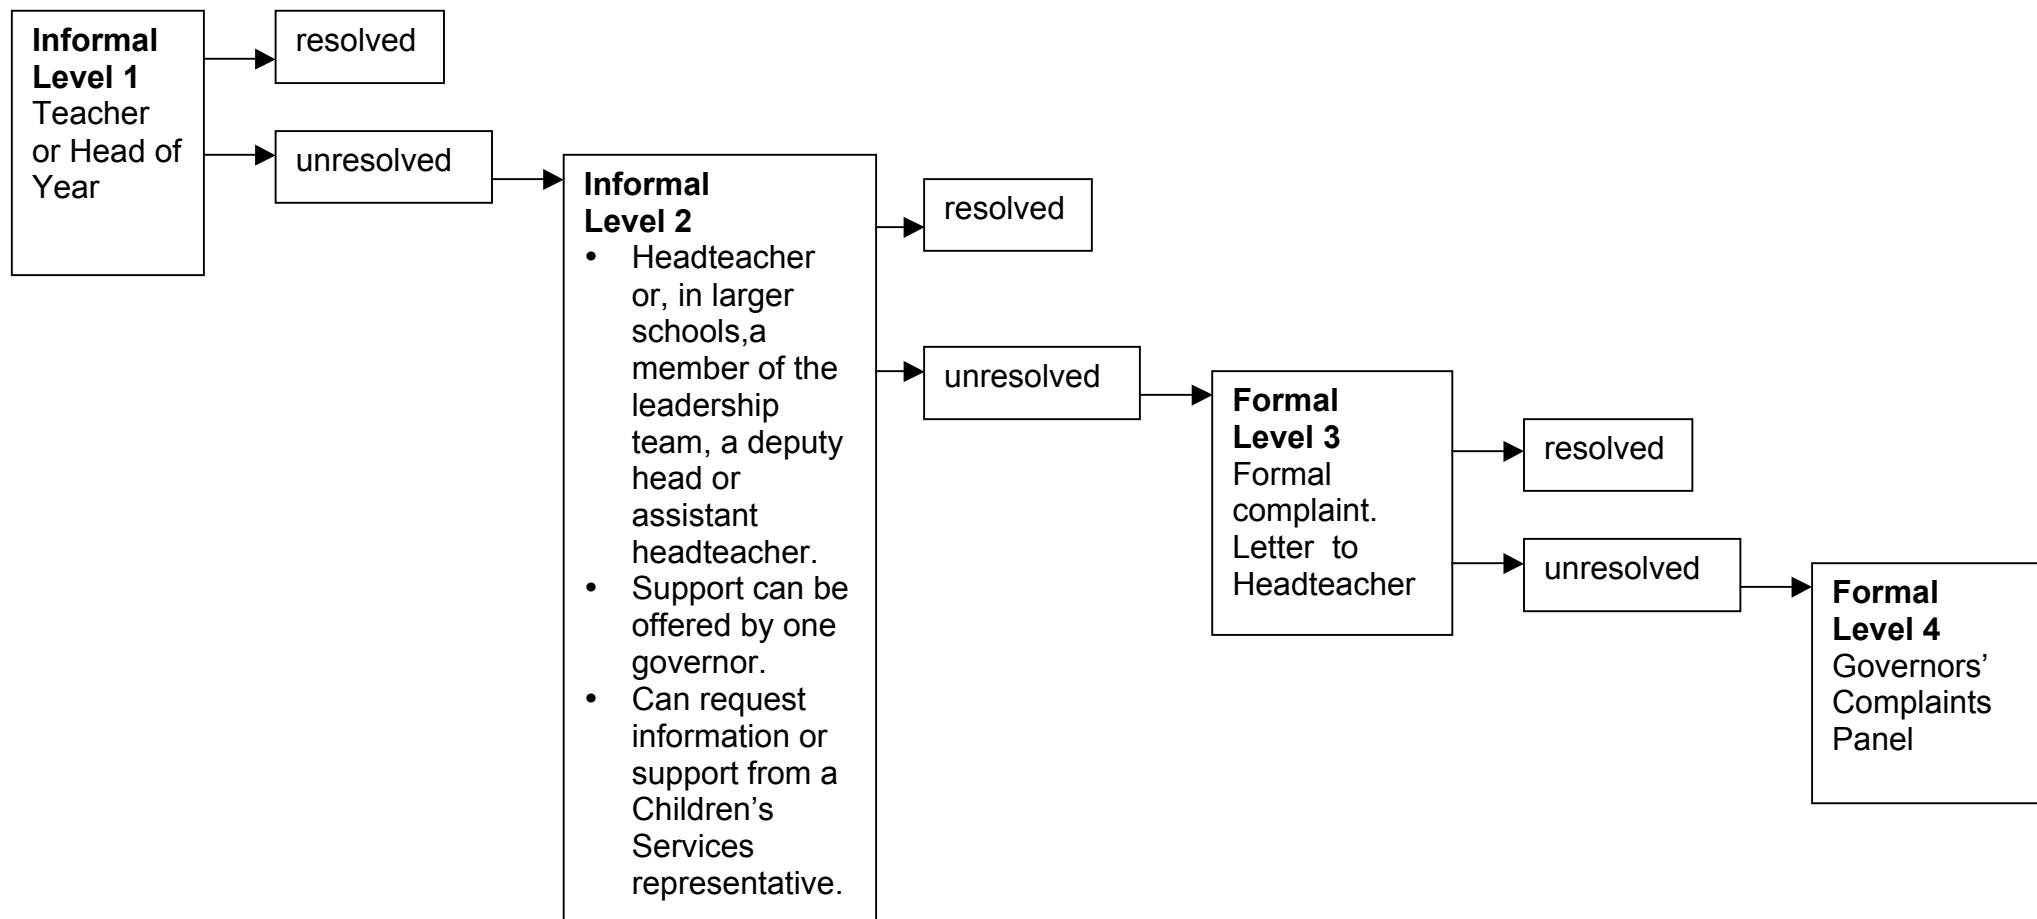 Informal
Level 1
Teacher
or Head of
Year
resolved
unresolved
Informal
Level 2
• Headteacher
or, in larger
schools,a
member of the
leadership
team, a deputy
head or
assistant
headteacher.
• Support can be
offered by one
governor.
• Can request
information or
support from a
Children’s
Services
representative.
resolved
unresolved
Formal
Level 3
Formal
complaint.
Letter to
Headteacher
resolved
unresolved
Formal
Level 4
Governors’
Complaints
Panel